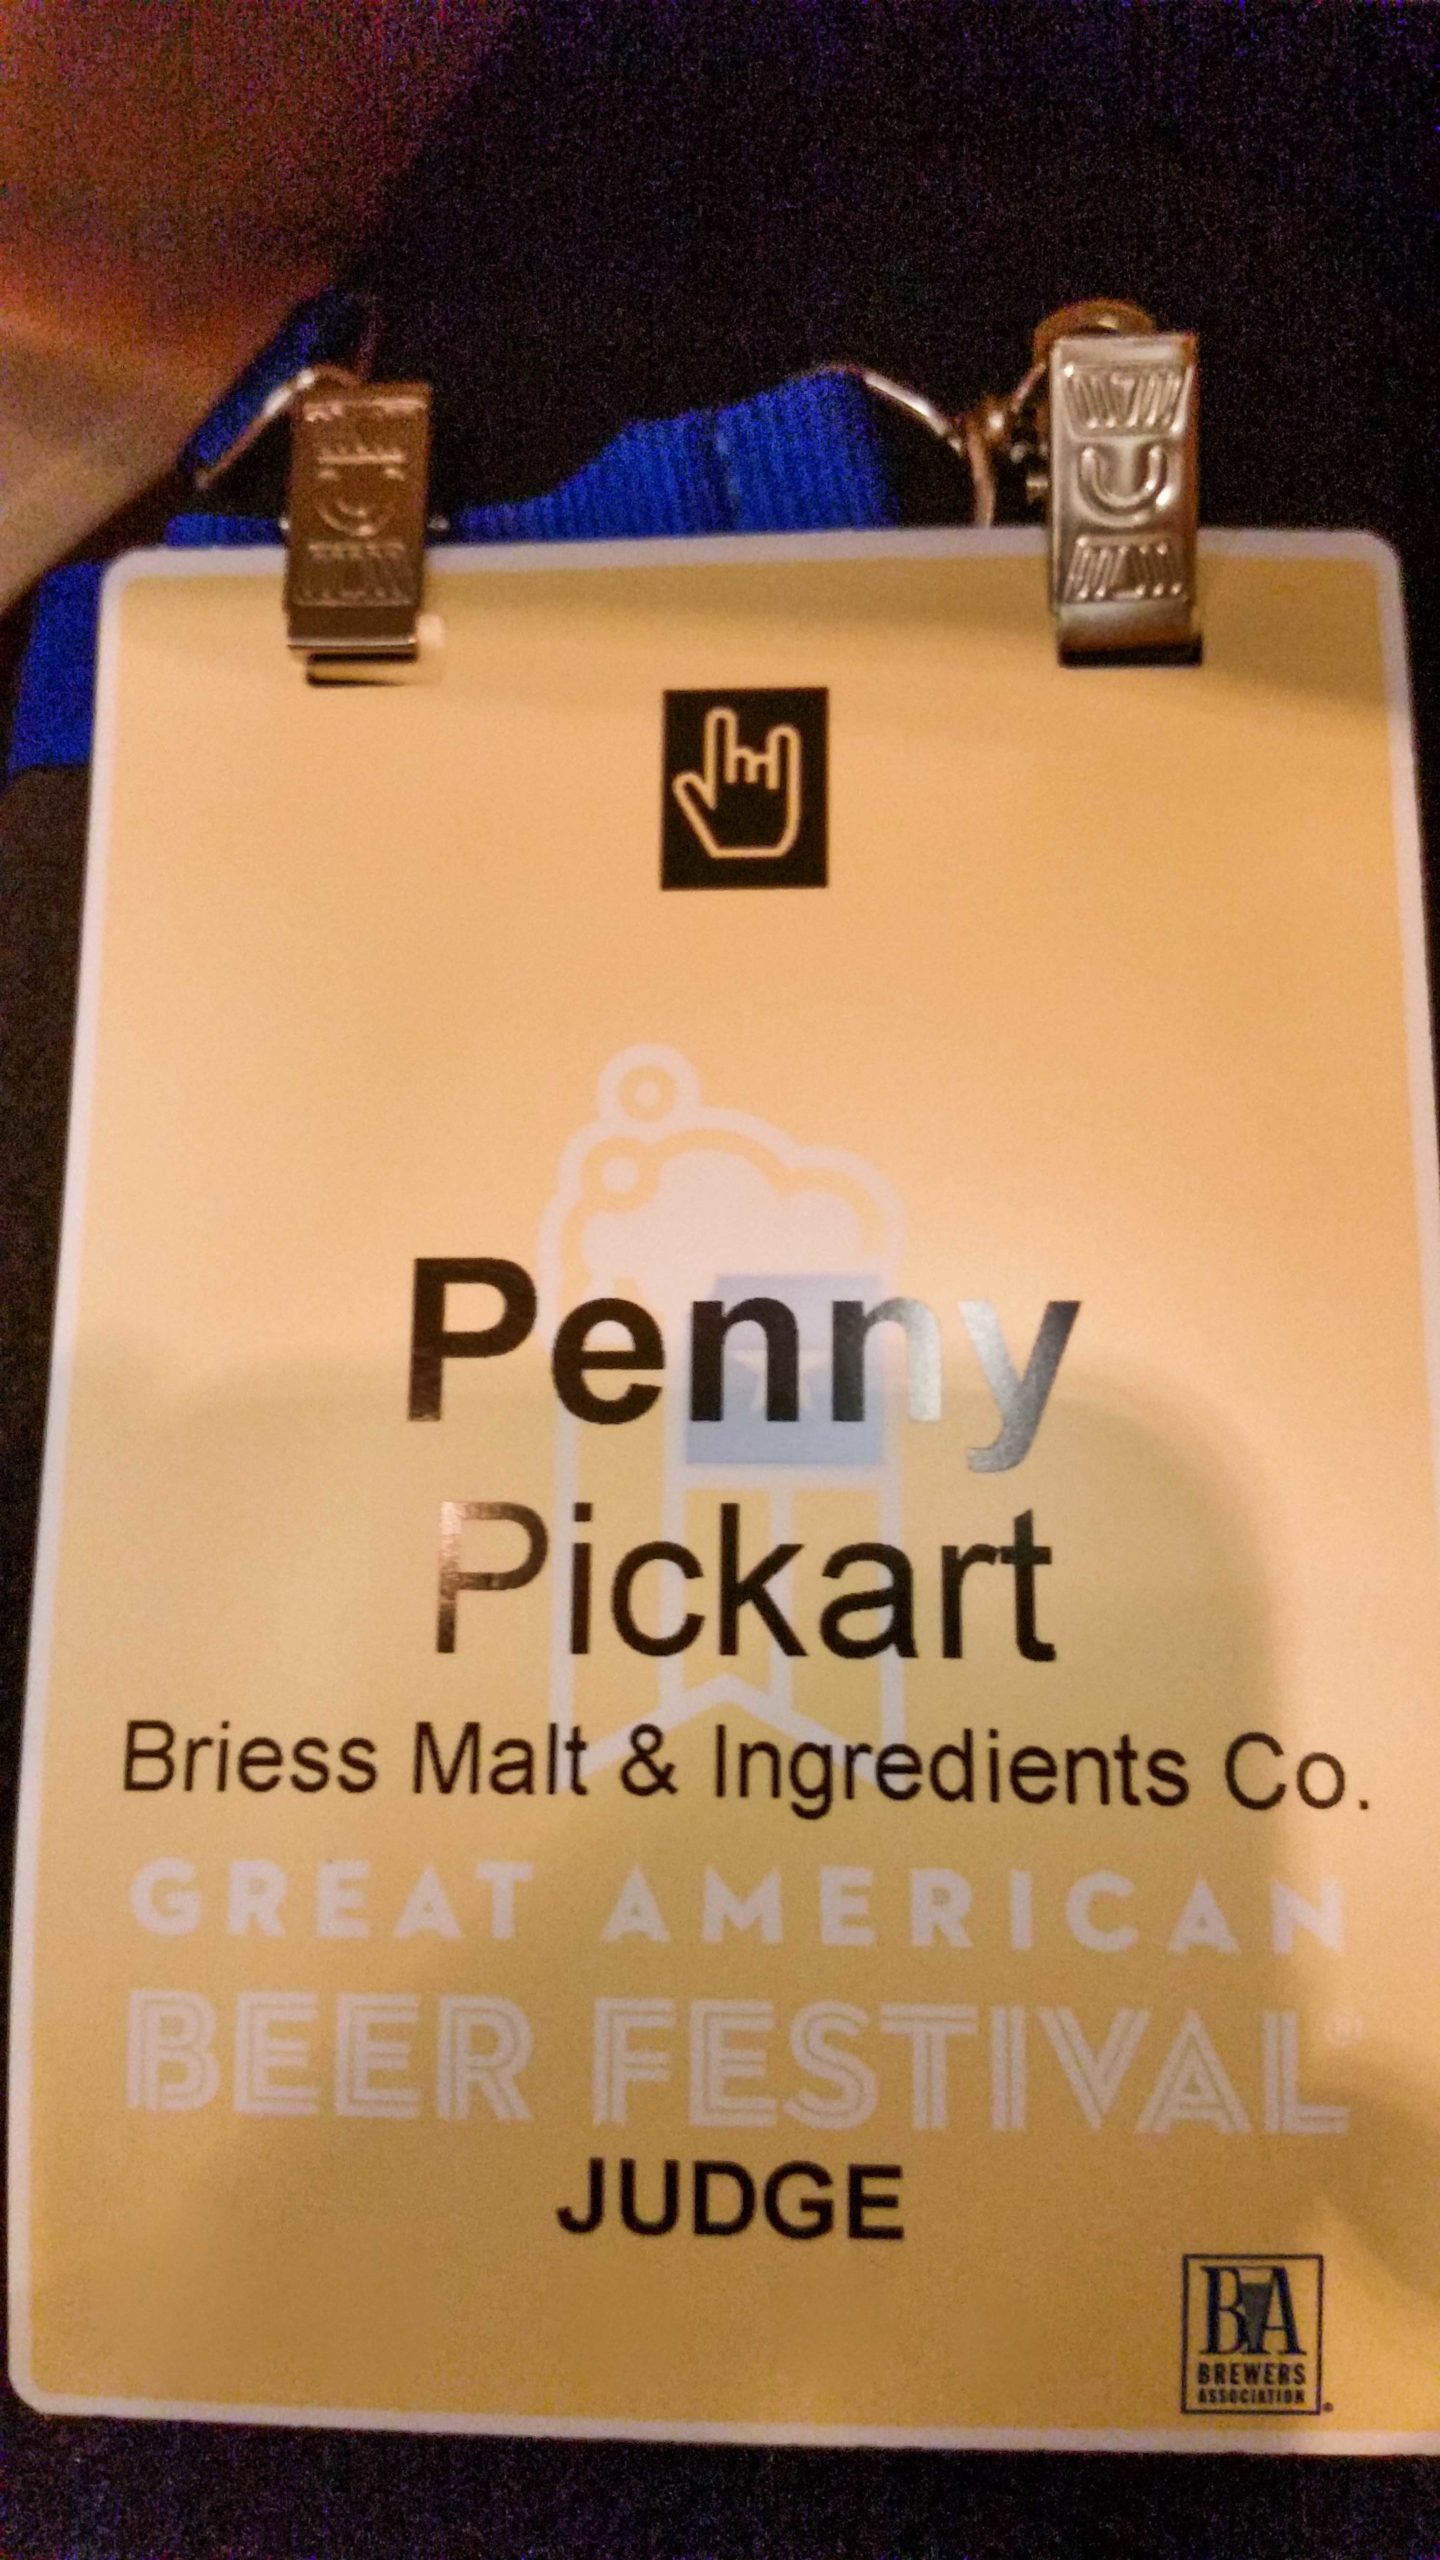 Penny
Pickart
Briess Malt & Ingredients Co.
GREAT AMERICAN
BEER FESTIVAL®
JUDGE
BA
BREWERS
ASSOCIATION